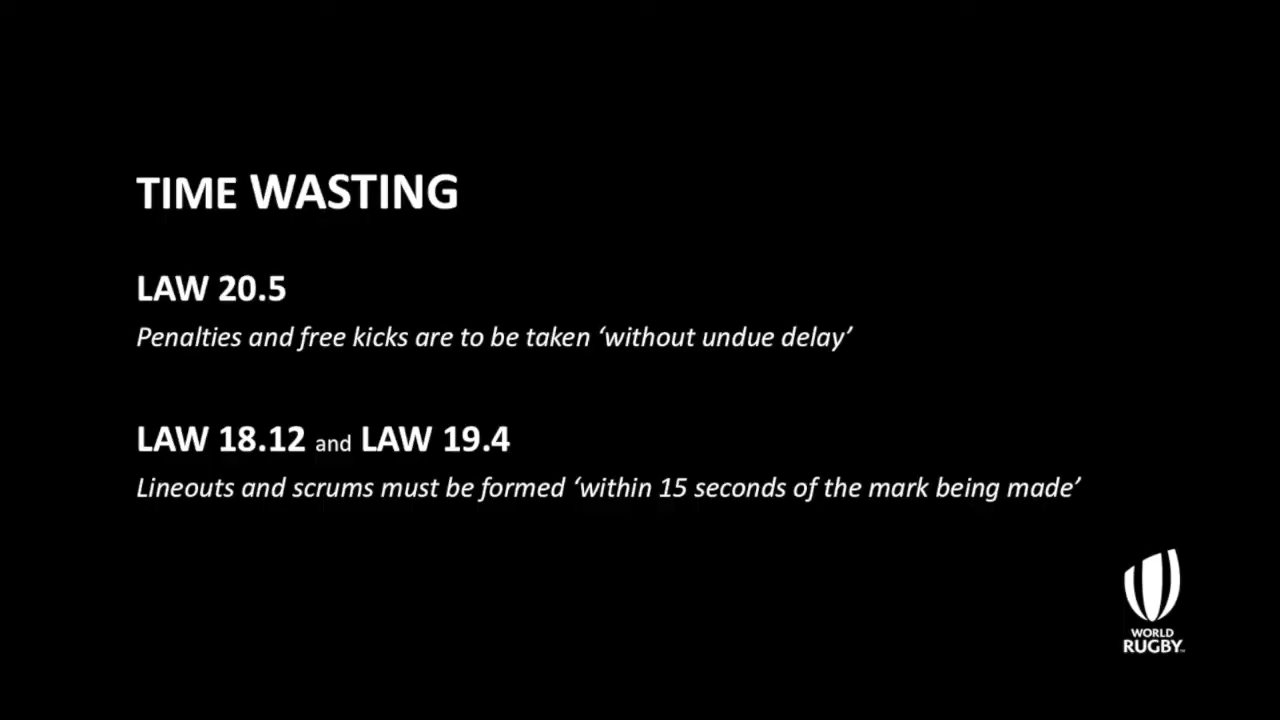 TIME WASTING
LAW 20.5
Penalties and free kicks are to be taken ‘without undue delay’
LAW 18.12 and LAW 19.4
Lineouts and scrums must be formed ‘within 15 seconds of the mark being made’
WORLD
RUGBY™